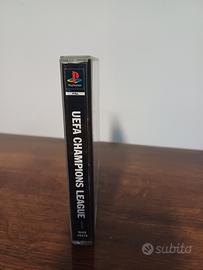 PlayStation
UEFA CHAMPIONS LEAGUE
subito